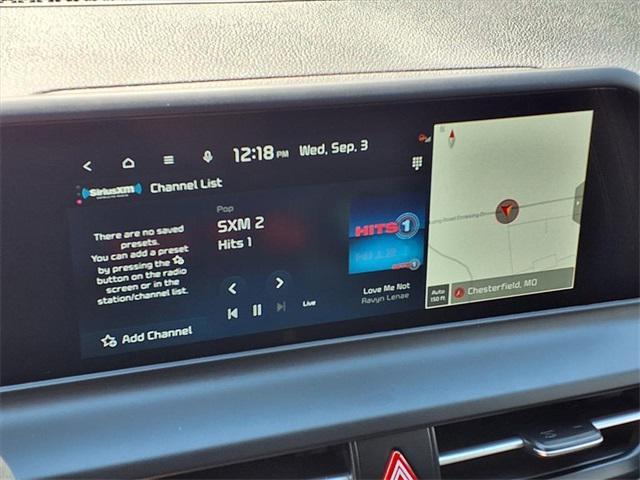 12:18 PM Wed, Sep, 3
SiriusXM Channel List
There are no saved
presets.
You can add a preset
by pressing the
button on the radio
screen or in the
station/channel list.
Add Channel
Pop
SXM 2
Hits 1
Live
HITS 1
Love Me Not
Ravyn Lenae
Auto
150 ft
Chesterfield, MO